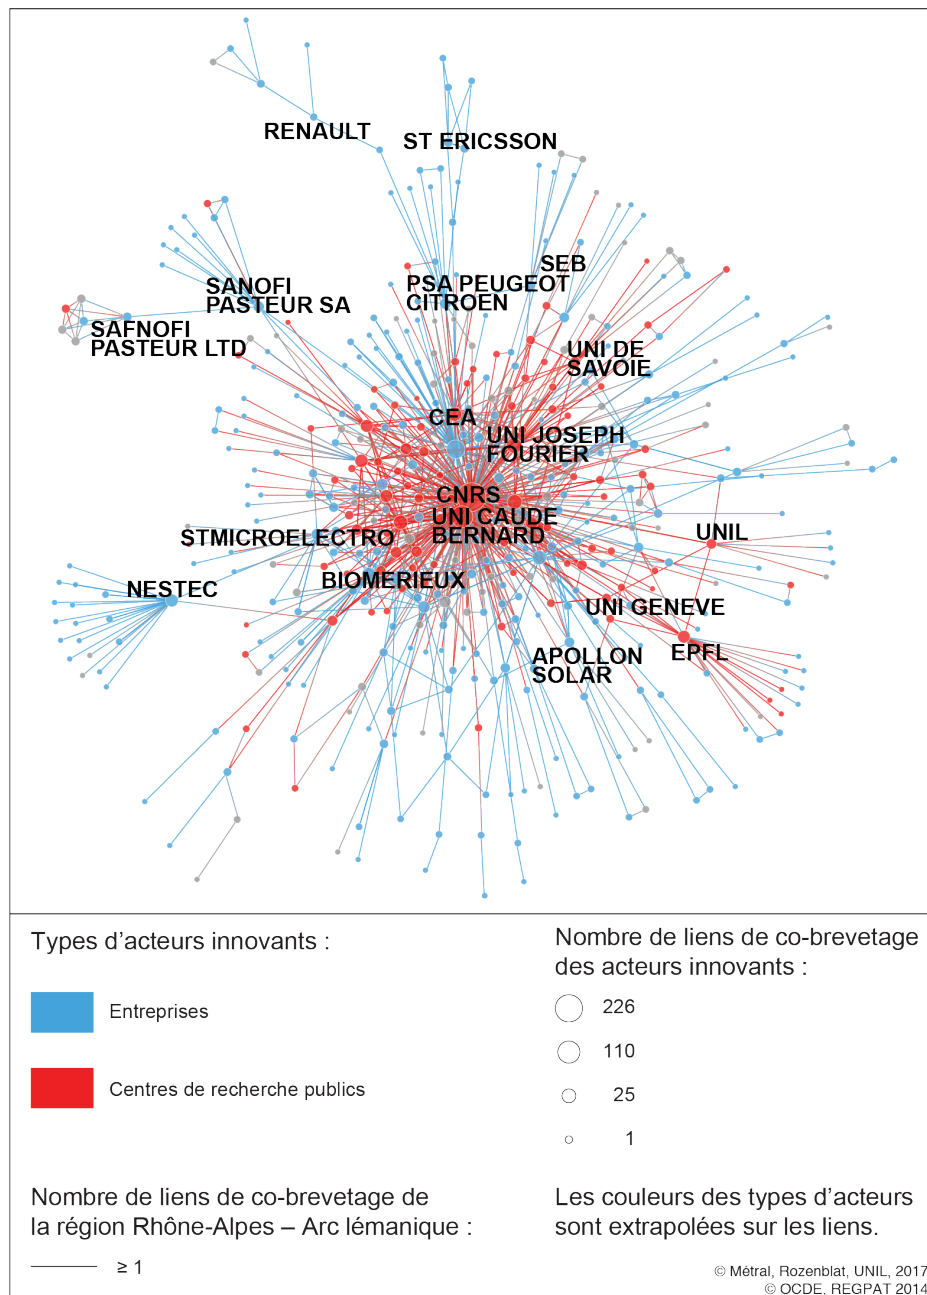 RENAULT
ST ERICSSON
SEB
SANOFI
PASTEUR SA
PSA PEUGEOT
CITROEN
SAFNOFI
PASTEUR LTD
UNI DE
SAVOIE
CEA
UNI JOSEPH
FOURIER
CNRS
UNI CAUDE
BERNARD
STMICROELECTRO
UNIL
BIOMERIEUX
NESTEC
UNI GENEVE
APOLLON
SOLAR
EPFL
Types d'acteurs innovants :
Entreprises
Centres de recherche publics
Nombre de liens de co-brevetage
des acteurs innovants :
226
110
25
1
Nombre de liens de co-brevetage de
la région Rhône-Alpes – Arc lémanique :
≥ 1
Les couleurs des types d'acteurs
sont extrapolées sur les liens.
© Métral, Rozenblat, UNIL, 2017
© OCDE, REGPAT 2014